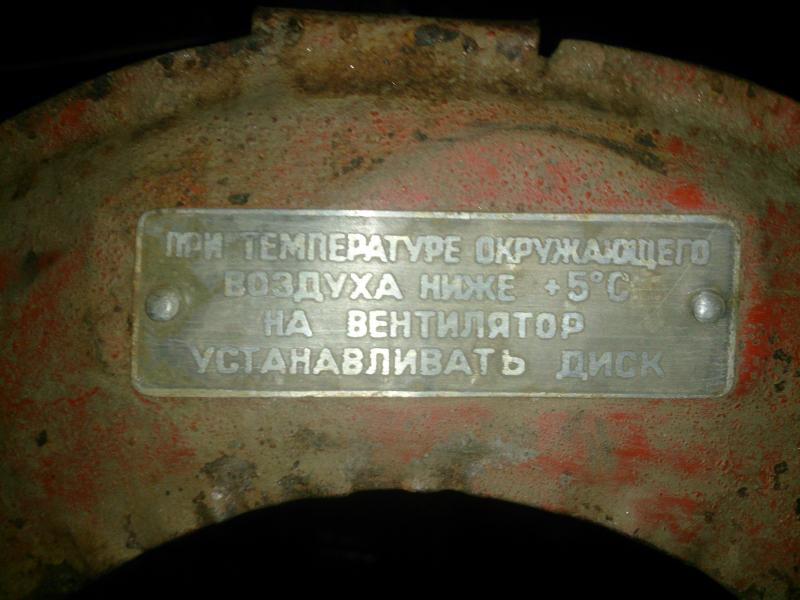 ПРИ ТЕМПЕРАТУРЕ ОКРУЖАЮЩЕГО
ВОЗДУХА НИЖЕ +5°С
НА ВЕНТИЛЯТОР
УСТАНАВЛИВАТЬ ДИСК